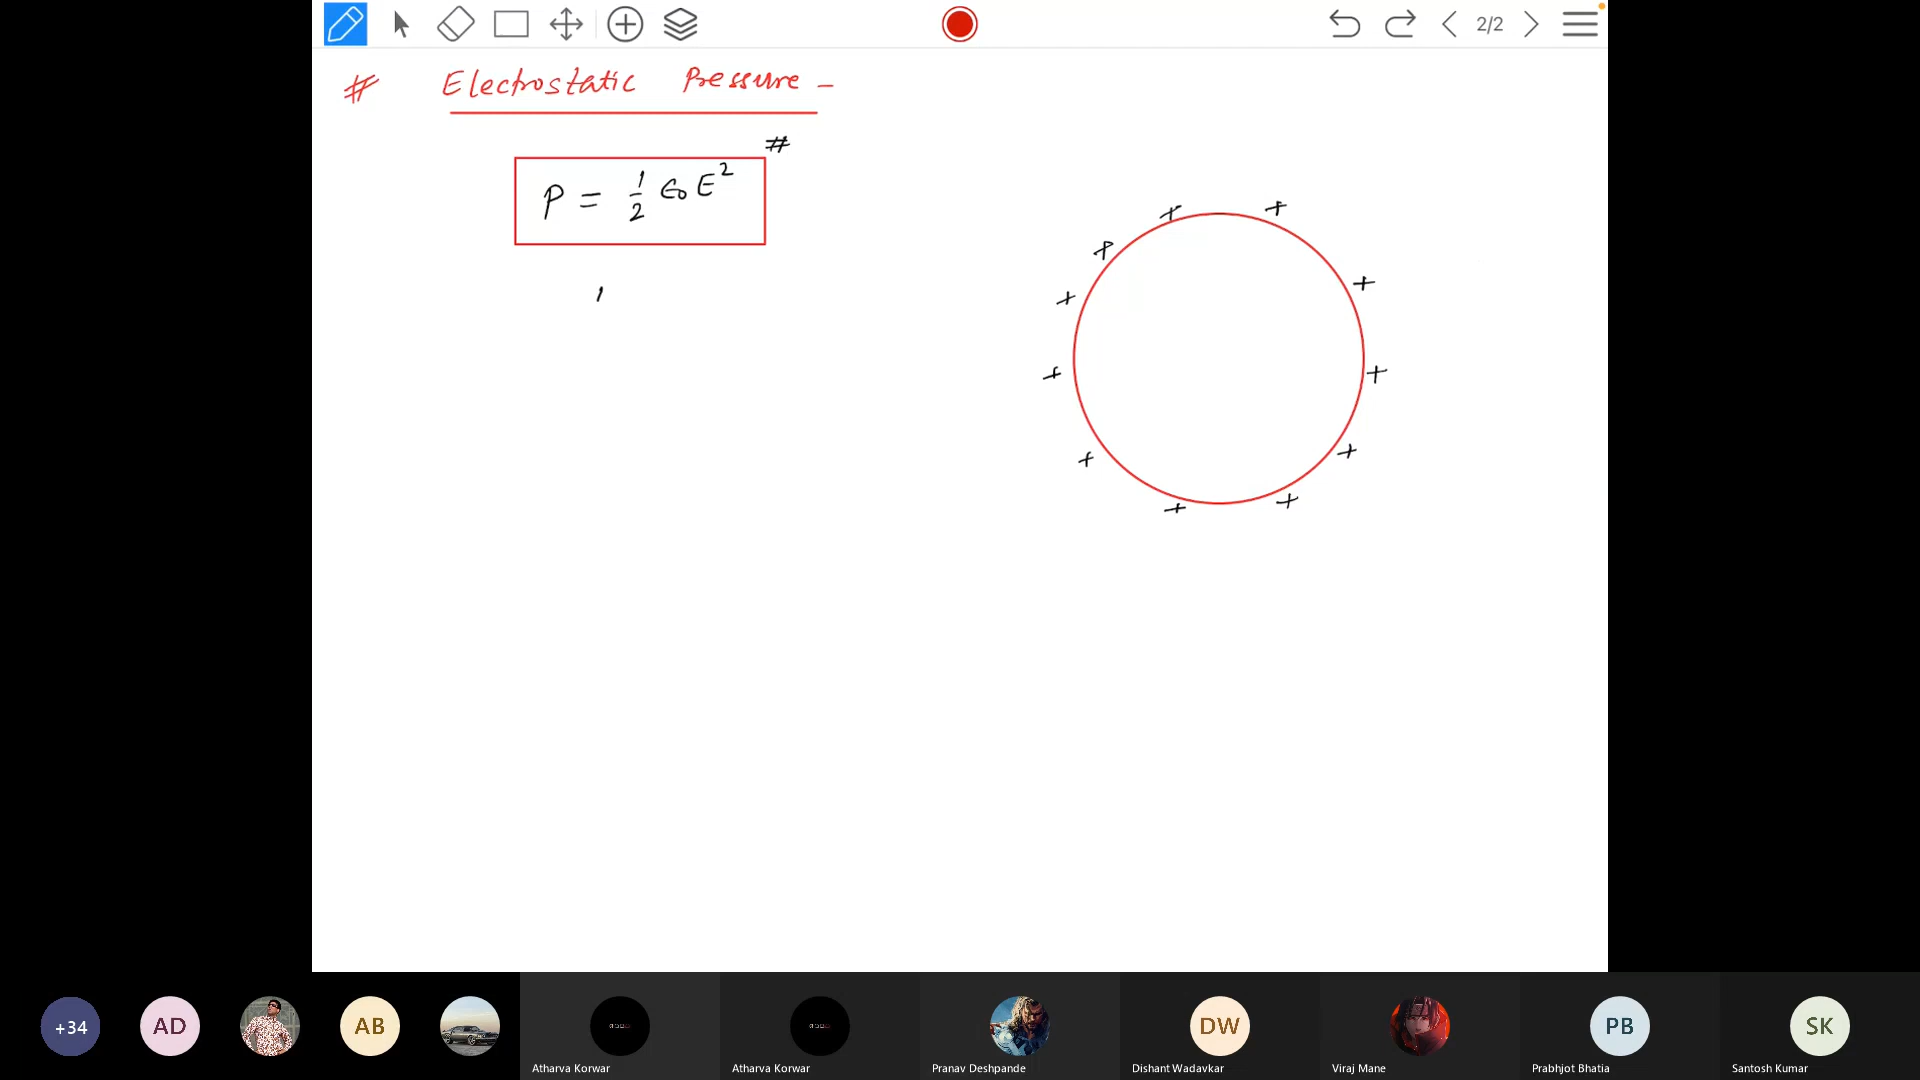 2/2
# Electrostatic Pressure -
#
P = 1/2 ε0 E²
+ + + + + + + + + + + +
+34 AD AB DW PB SK
Atharva Korwar Atharva Korwar Pranav Deshpande Dishant Wadavkar Viraj Mane Prabhjot Bhatia Santosh Kumar